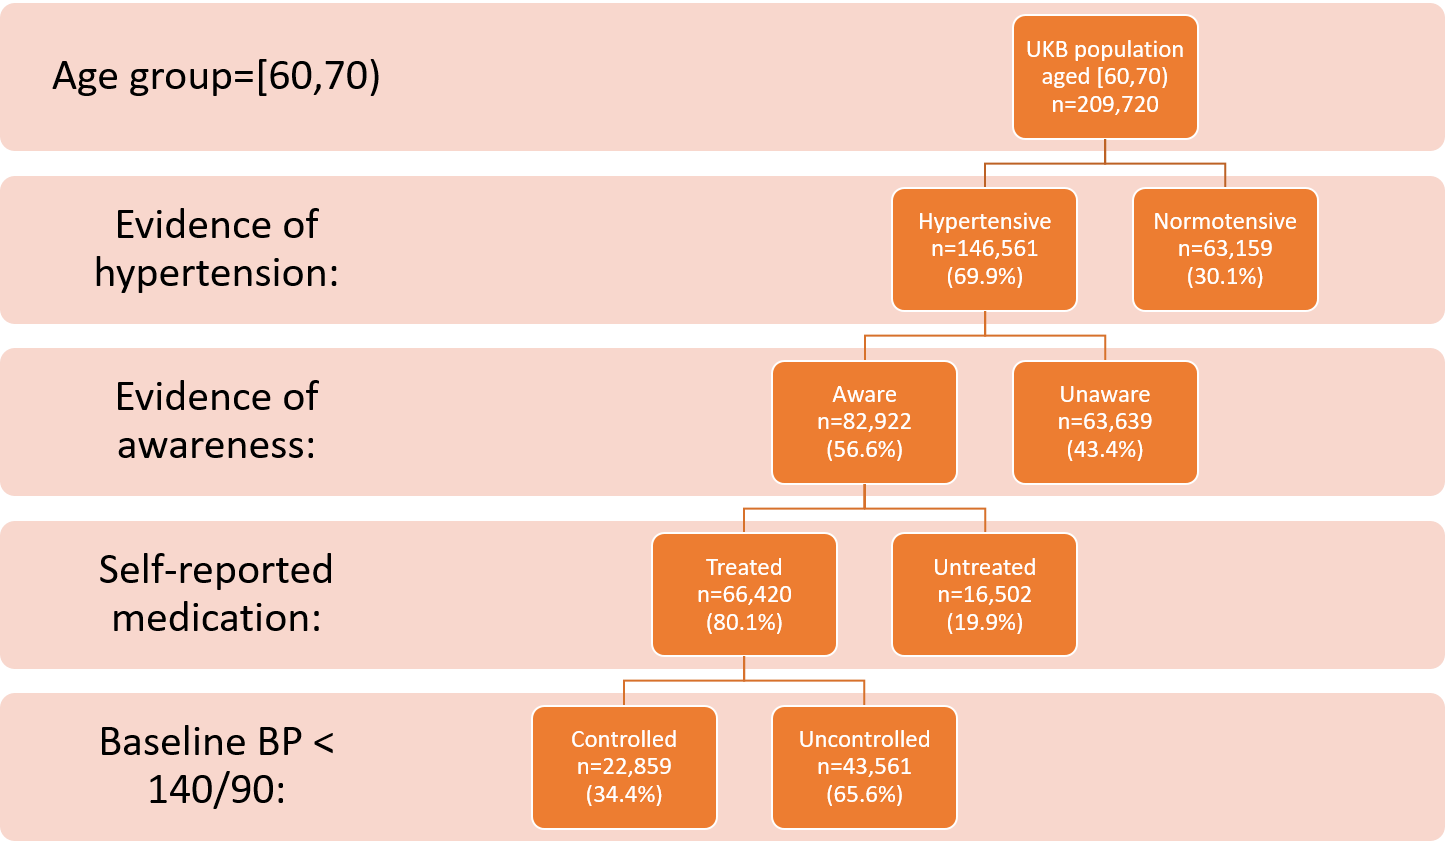 Age group=[60,70)
UKB population
aged [60,70)
n=209,720
Evidence of
hypertension:
Hypertensive
n=146,561
(69.9%)
Normotensive
n=63,159
(30.1%)
Evidence of
awareness:
Aware
n=82,922
(56.6%)
Unaware
n=63,639
(43.4%)
Self-reported
medication:
Treated
n=66,420
(80.1%)
Untreated
n=16,502
(19.9%)
Baseline BP <
140/90:
Controlled
n=22,859
(34.4%)
Uncontrolled
n=43,561
(65.6%)